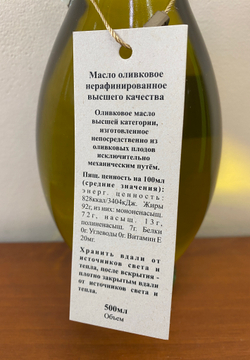 Масло оливковое
нерафинированное
высшего качества
Оливковое масло
высшей категории,
изготовленное
непосредственно из
оливковых плодов
исключительно
механическим путём.
Пищ. ценность на 100мл
(средние значения):
энерг. ценность:
828ккал/3404кДж. Жиры
92г, из них: мононенасыщ.
72г, насыщ. 13г,
полиненасыщ. 7г. Белки
0г. Углеводы 0г. Витамин Е
20мг.
Хранить вдали от
источников света и
тепла, после вскрытия -
плотно закрытым вдали
от источников света и
тепла.
500мл
Объем